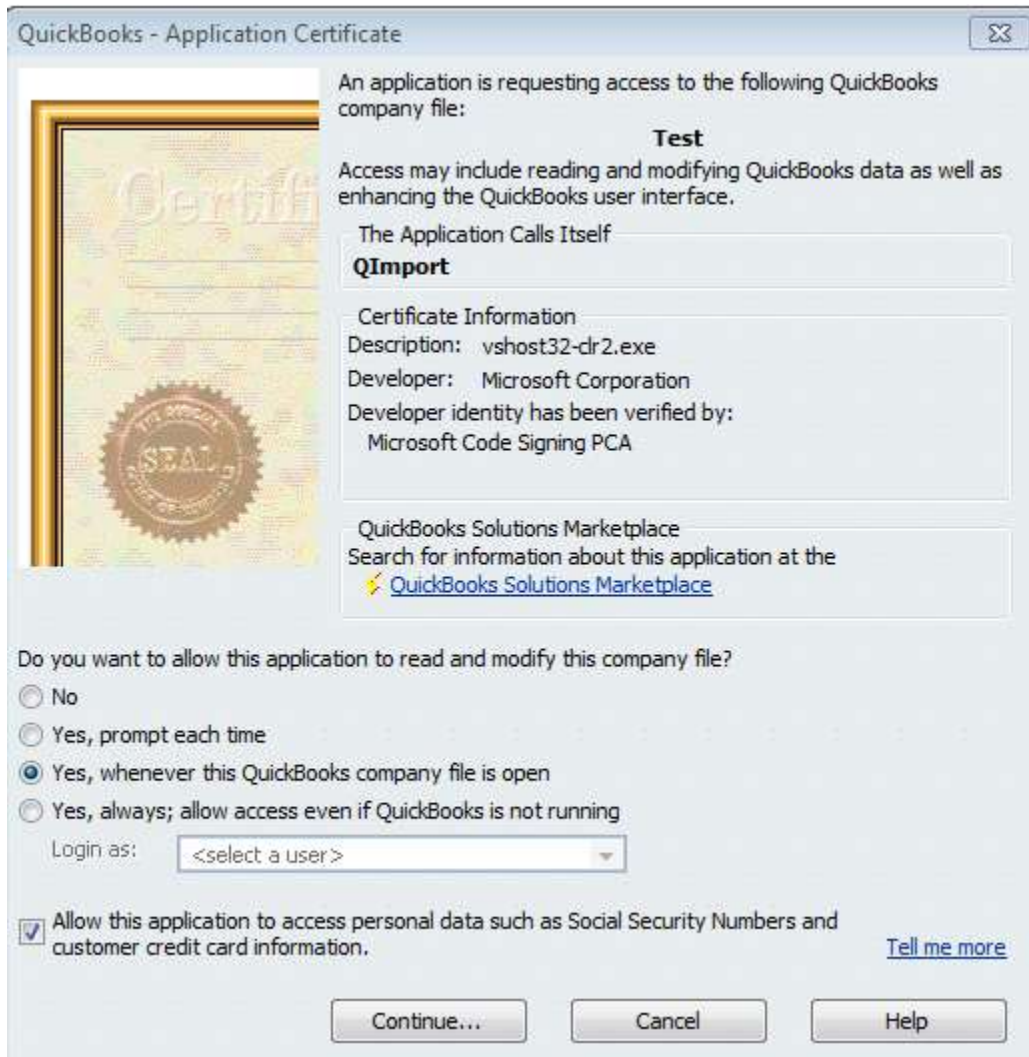 QuickBooks - Application Certificate
An application is requesting access to the following QuickBooks
company file:
Test
Access may include reading and modifying QuickBooks data as well as
enhancing the QuickBooks user interface.
The Application Calls Itself
QImport
Certificate Information
Description: vshost32-clr2.exe
Developer: Microsoft Corporation
Developer identity has been verified by:
Microsoft Code Signing PCA
QuickBooks Solutions Marketplace
Search for information about this application at the
QuickBooks Solutions Marketplace
Certifi
SEAL
Do you want to allow this application to read and modify this company file?
No
Yes, prompt each time
Yes, whenever this QuickBooks company file is open
Yes, always; allow access even if QuickBooks is not running
Login as: <select a user>
Allow this application to access personal data such as Social Security Numbers and
customer credit card information.
Tell me more
Continue...
Cancel
Help